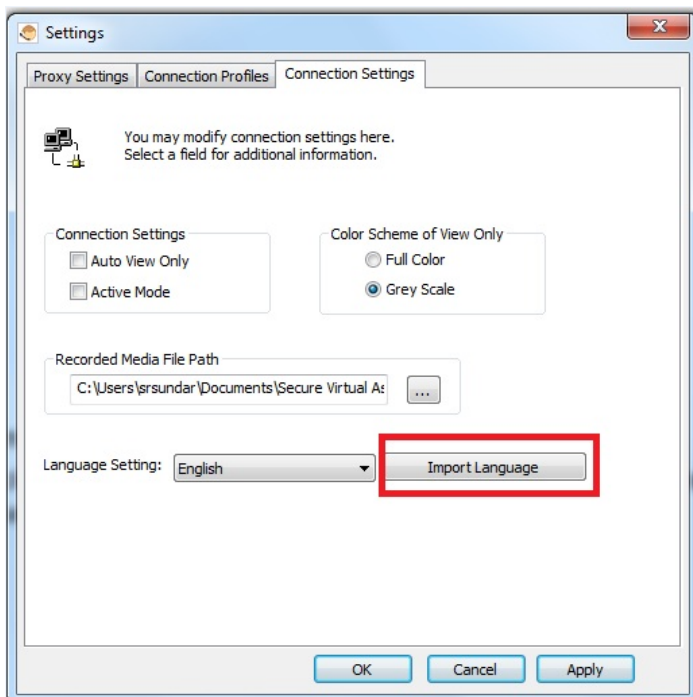 Settings
Proxy Settings Connection Profiles Connection Settings
You may modify connection settings here.
Select a field for additional information.
Connection Settings
Auto View Only
Active Mode
Color Scheme of View Only
Full Color
Grey Scale
Recorded Media File Path
C:\Users\srsundar\Documents\Secure Virtual As
...
Language Setting: English Import Language
OK Cancel Apply